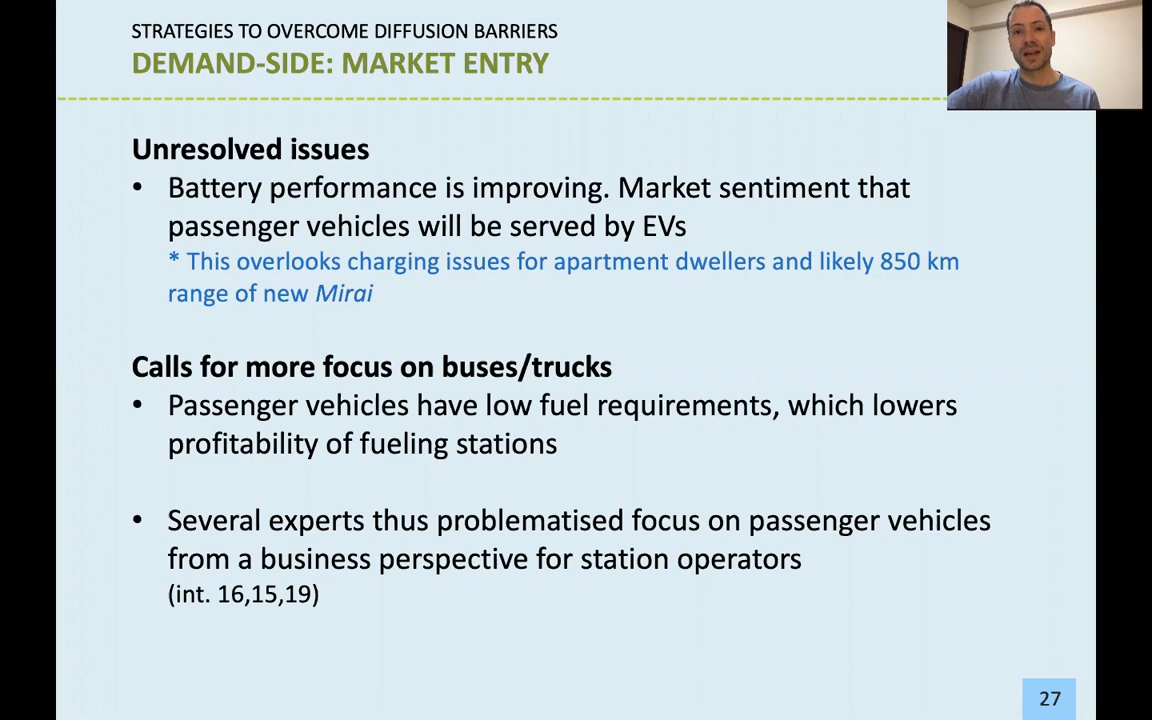 STRATEGIES TO OVERCOME DIFFUSION BARRIERS
DEMAND-SIDE: MARKET ENTRY
Unresolved issues
• Battery performance is improving. Market sentiment that
passenger vehicles will be served by EVs
* This overlooks charging issues for apartment dwellers and likely 850 km
range of new Mirai
Calls for more focus on buses/trucks
• Passenger vehicles have low fuel requirements, which lowers
profitability of fueling stations
• Several experts thus problematised focus on passenger vehicles
from a business perspective for station operators
(int. 16,15,19)
27